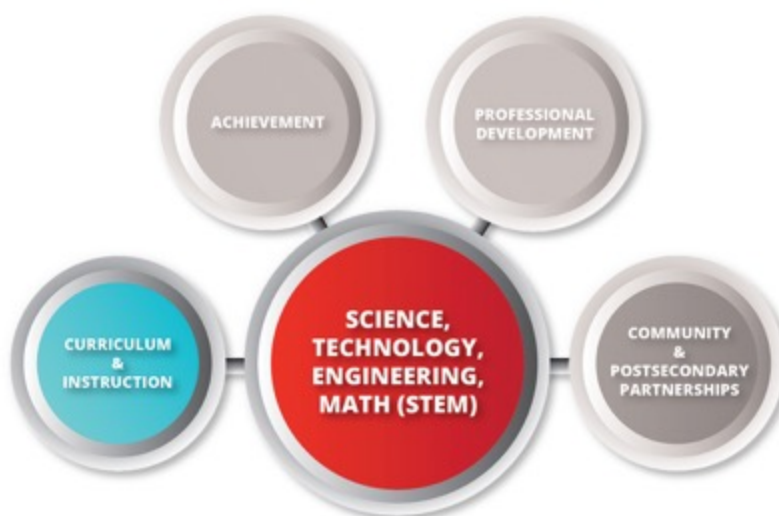 ACHIEVEMENT
PROFESSIONAL
DEVELOPMENT
CURRICULUM
&
INSTRUCTION
SCIENCE,
TECHNOLOGY,
ENGINEERING,
MATH (STEM)
COMMUNITY
&
POSTSECONDARY
PARTNERSHIPS